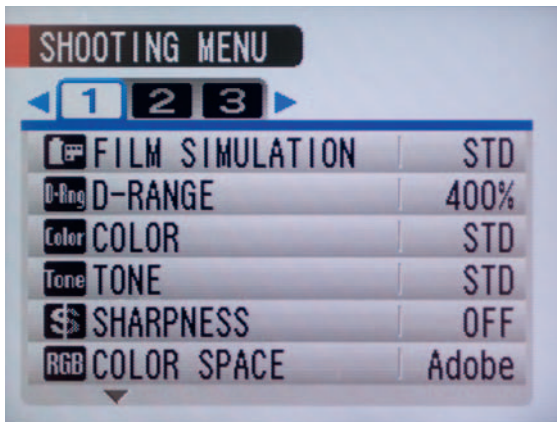 SHOOTING MENU
1 2 3
FILM SIMULATION STD
D-Rng D-RANGE 400%
Color COLOR STD
Tone TONE STD
S SHARPNESS OFF
RGB COLOR SPACE Adobe